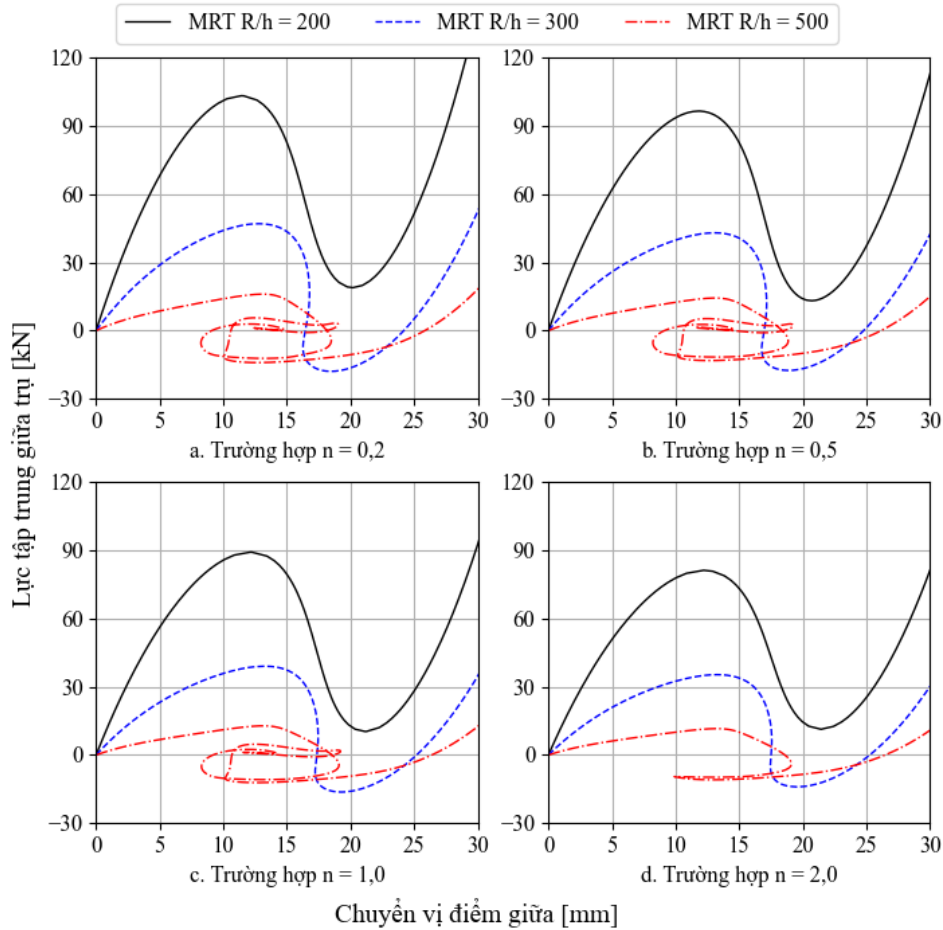 MRT R/h = 200 MRT R/h = 300 MRT R/h = 500
Lực tập trung giữa trụ [kN]
120
90
60
30
0
−30
0 5 10 15 20 25 30
a. Trường hợp n = 0,2
120
90
60
30
0
−30
0 5 10 15 20 25 30
b. Trường hợp n = 0,5
120
90
60
30
0
−30
0 5 10 15 20 25 30
c. Trường hợp n = 1,0
120
90
60
30
0
−30
0 5 10 15 20 25 30
d. Trường hợp n = 2,0
Chuyển vị điểm giữa [mm]